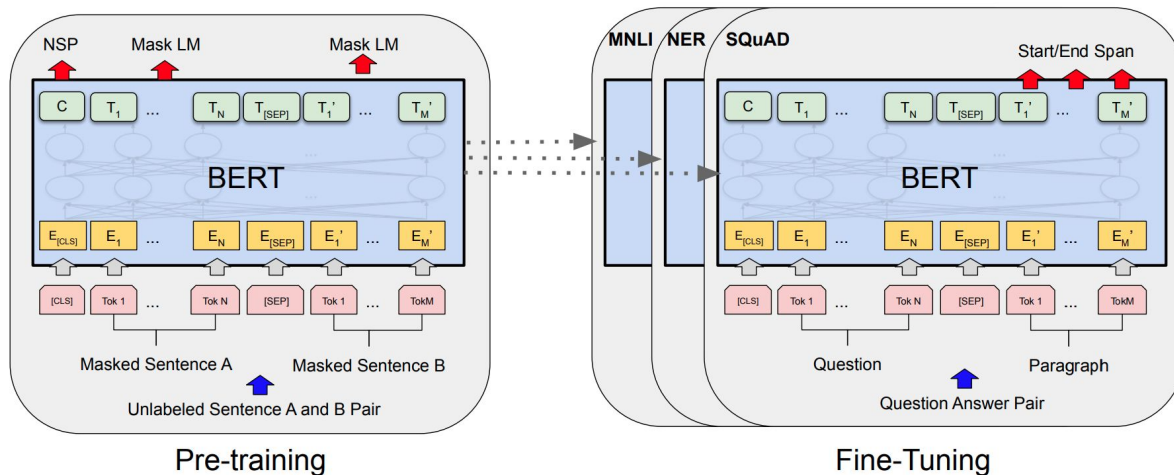 NSP Mask LM Mask LM
C T1 ... TN T[SEP] T1' ... TM'
BERT
E[CLS] E1 ... EN E[SEP] E1' ... EM'
[CLS] Tok 1 ... Tok N [SEP] Tok 1 ... TokM
Masked Sentence A Masked Sentence B
Unlabeled Sentence A and B Pair
Pre-training
MNLI NER SQuAD
Start/End Span
C T1 ... TN T[SEP] T1' ... TM'
BERT
E[CLS] E1 ... EN E[SEP] E1' ... EM'
[CLS] Tok 1 ... Tok N [SEP] Tok 1 ... TokM
Question Paragraph
Question Answer Pair
Fine-Tuning